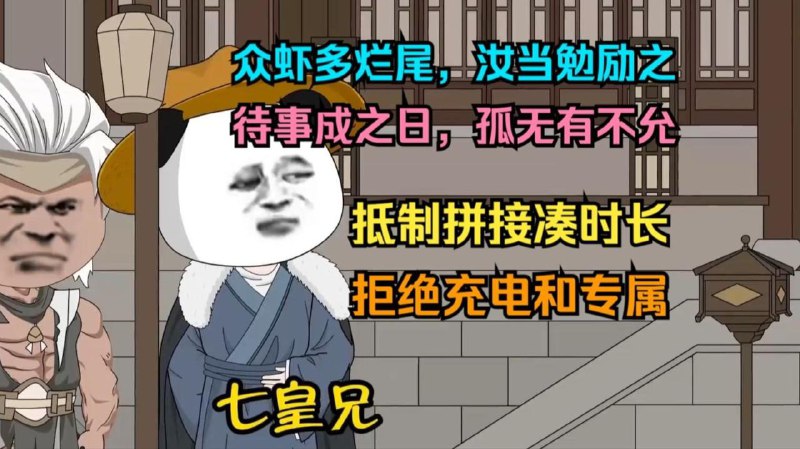 众虾多烂尾，汝当勉励之
待事成之日，孤无有不允
抵制拼接凑时长
拒绝充电和专属
七皇兄